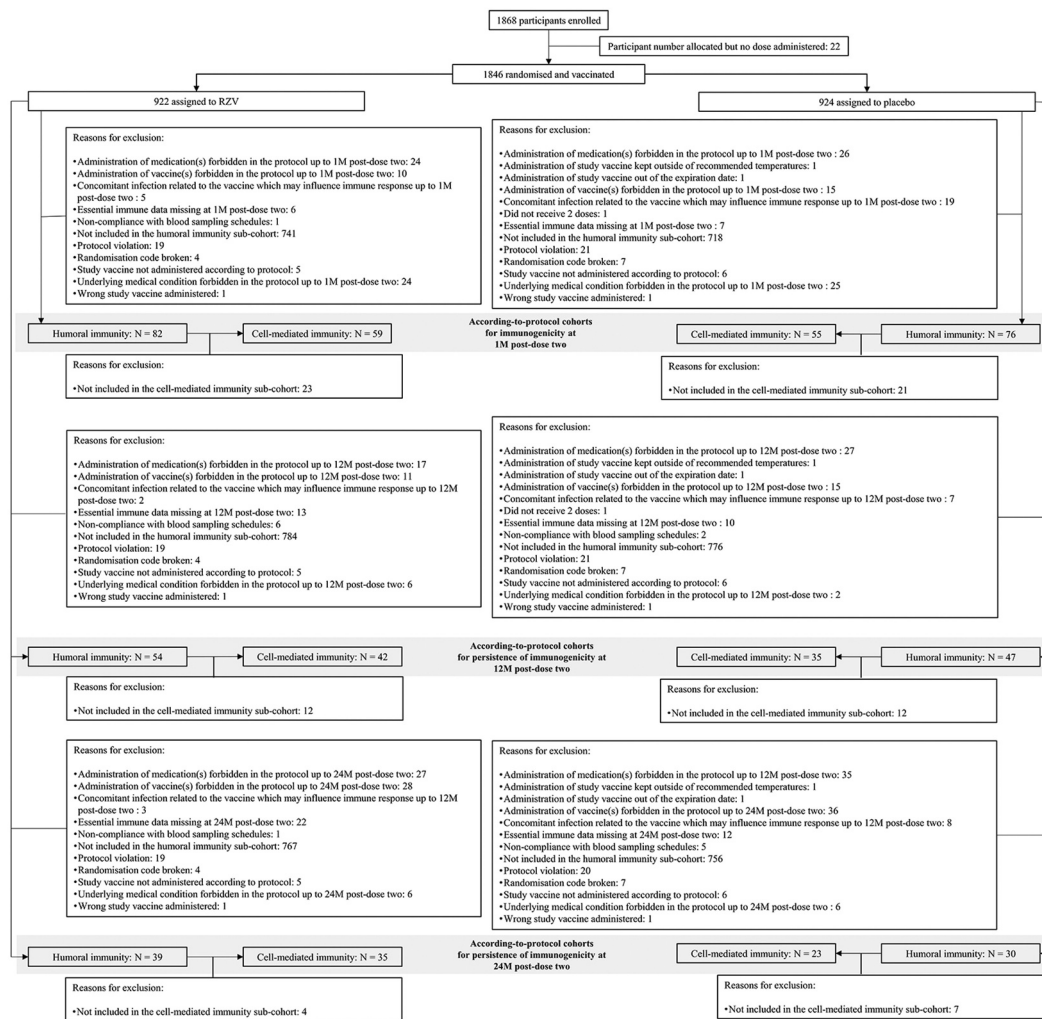 1868 participants enrolled
Participant number allocated but no dose administered: 22
1846 randomised and vaccinated
922 assigned to RZV
924 assigned to placebo
Reasons for exclusion:
•Administration of medication(s) forbidden in the protocol up to 1M post-dose two: 24
•Administration of vaccine(s) forbidden in the protocol up to 1M post-dose two: 10
•Concomitant infection related to the vaccine which may influence immune response up to 1M
post-dose two : 5
•Essential immune data missing at 1M post-dose two: 6
•Non-compliance with blood sampling schedules: 1
•Not included in the humoral immunity sub-cohort: 741
•Protocol violation: 19
•Randomisation code broken: 4
•Study vaccine not administered according to protocol: 5
•Underlying medical condition forbidden in the protocol up to 1M post-dose two: 24
•Wrong study vaccine administered: 1
Reasons for exclusion:
•Administration of medication(s) forbidden in the protocol up to 1M post-dose two : 26
•Administration of study vaccine kept outside of recommended temperatures: 1
•Administration of study vaccine out of the expiration date: 1
•Administration of vaccine(s) forbidden in the protocol up to 1M post-dose two : 15
•Concomitant infection related to the vaccine which may influence immune response up to 1M post-dose two : 19
•Did not receive 2 doses: 1
•Essential immune data missing at 1M post-dose two : 7
•Not included in the humoral immunity sub-cohort: 718
•Protocol violation: 21
•Randomisation code broken: 7
•Study vaccine not administered according to protocol: 6
•Underlying medical condition forbidden in the protocol up to 1M post-dose two : 25
•Wrong study vaccine administered: 1
Humoral immunity: N = 82
Cell-mediated immunity: N = 59
According-to-protocol cohorts
for immunogenicity at
1M post-dose two
Cell-mediated immunity: N = 55
Humoral immunity: N = 76
Reasons for exclusion:
•Not included in the cell-mediated immunity sub-cohort: 23
Reasons for exclusion:
•Not included in the cell-mediated immunity sub-cohort: 21
Reasons for exclusion:
•Administration of medication(s) forbidden in the protocol up to 12M post-dose two: 17
•Administration of vaccine(s) forbidden in the protocol up to 12M post-dose two: 11
•Concomitant infection related to the vaccine which may influence immune response up to 12M
post-dose two: 2
•Essential immune data missing at 12M post-dose two: 13
•Non-compliance with blood sampling schedules: 6
•Not included in the humoral immunity sub-cohort: 784
•Protocol violation: 19
•Randomisation code broken: 4
•Study vaccine not administered according to protocol: 5
•Underlying medical condition forbidden in the protocol up to 12M post-dose two: 6
•Wrong study vaccine administered: 1
Reasons for exclusion:
•Administration of medication(s) forbidden in the protocol up to 12M post-dose two : 27
•Administration of study vaccine kept outside of recommended temperatures: 1
•Administration of study vaccine out of the expiration date: 1
•Administration of vaccine(s) forbidden in the protocol up to 12M post-dose two : 15
•Concomitant infection related to the vaccine which may influence immune response up to 12M post-dose two : 7
•Did not receive 2 doses: 1
•Essential immune data missing at 12M post-dose two : 10
•Non-compliance with blood sampling schedules: 2
•Not included in the humoral immunity sub-cohort: 776
•Protocol violation: 21
•Randomisation code broken: 7
•Study vaccine not administered according to protocol: 6
•Underlying medical condition forbidden in the protocol up to 12M post-dose two : 2
•Wrong study vaccine administered: 1
Humoral immunity: N = 54
Cell-mediated immunity: N = 42
According-to-protocol cohorts
for persistence of immunogenicity at
12M post-dose two
Cell-mediated immunity: N = 35
Humoral immunity: N = 47
Reasons for exclusion:
•Not included in the cell-mediated immunity sub-cohort: 12
Reasons for exclusion:
•Not included in the cell-mediated immunity sub-cohort: 12
Reasons for exclusion:
•Administration of medication(s) forbidden in the protocol up to 24M post-dose two: 27
•Administration of vaccine(s) forbidden in the protocol up to 24M post-dose two: 28
•Concomitant infection related to the vaccine which may influence immune response up to 12M
post-dose two : 3
•Essential immune data missing at 24M post-dose two: 22
•Non-compliance with blood sampling schedules: 1
•Not included in the humoral immunity sub-cohort: 767
•Protocol violation: 19
•Randomisation code broken: 4
•Study vaccine not administered according to protocol: 5
•Underlying medical condition forbidden in the protocol up to 24M post-dose two: 6
•Wrong study vaccine administered: 1
Reasons for exclusion:
•Administration of medication(s) forbidden in the protocol up to 12M post-dose two: 35
•Administration of study vaccine kept outside of recommended temperatures: 1
•Administration of study vaccine out of the expiration date: 1
•Administration of vaccine(s) forbidden in the protocol up to 24M post-dose two : 36
•Concomitant infection related to the vaccine which may influence immune response up to 12M post-dose two: 8
•Essential immune data missing at 24M post-dose two: 12
•Non-compliance with blood sampling schedules: 5
•Not included in the humoral immunity sub-cohort: 756
•Protocol violation: 20
•Randomisation code broken: 7
•Study vaccine not administered according to protocol: 6
•Underlying medical condition forbidden in the protocol up to 24M post-dose two : 6
•Wrong study vaccine administered: 1
Humoral immunity: N = 39
Cell-mediated immunity: N = 35
According-to-protocol cohorts
for persistence of immunogenicity at
24M post-dose two
Cell-mediated immunity: N = 23
Humoral immunity: N = 30
Reasons for exclusion:
•Not included in the cell-mediated immunity sub-cohort: 4
Reasons for exclusion:
•Not included in the cell-mediated immunity sub-cohort: 7